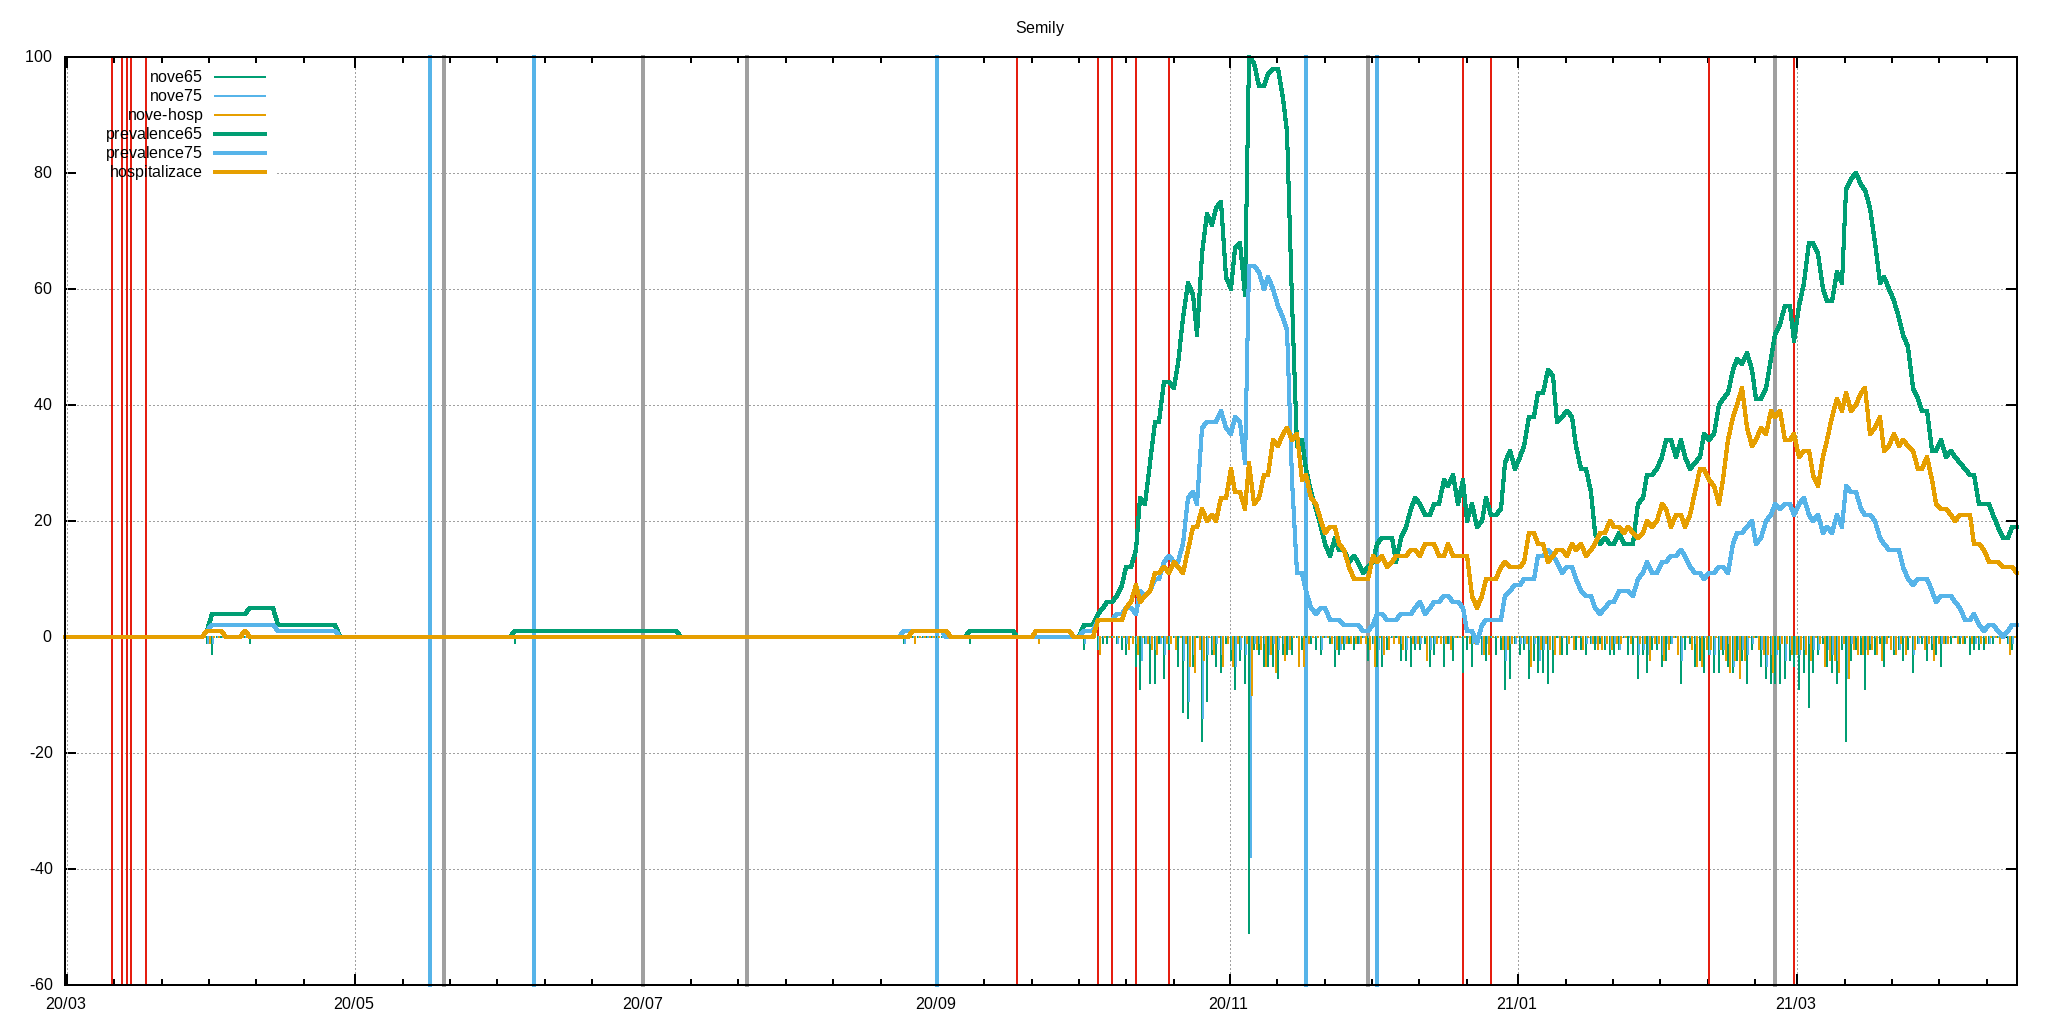 Semily
100
80
60
40
20
0
-20
-40
-60
nove65
nove75
nove-hosp
prevalence65
prevalence75
hospitalizace
20/03 20/05 20/07 20/09 20/11 21/01 21/03